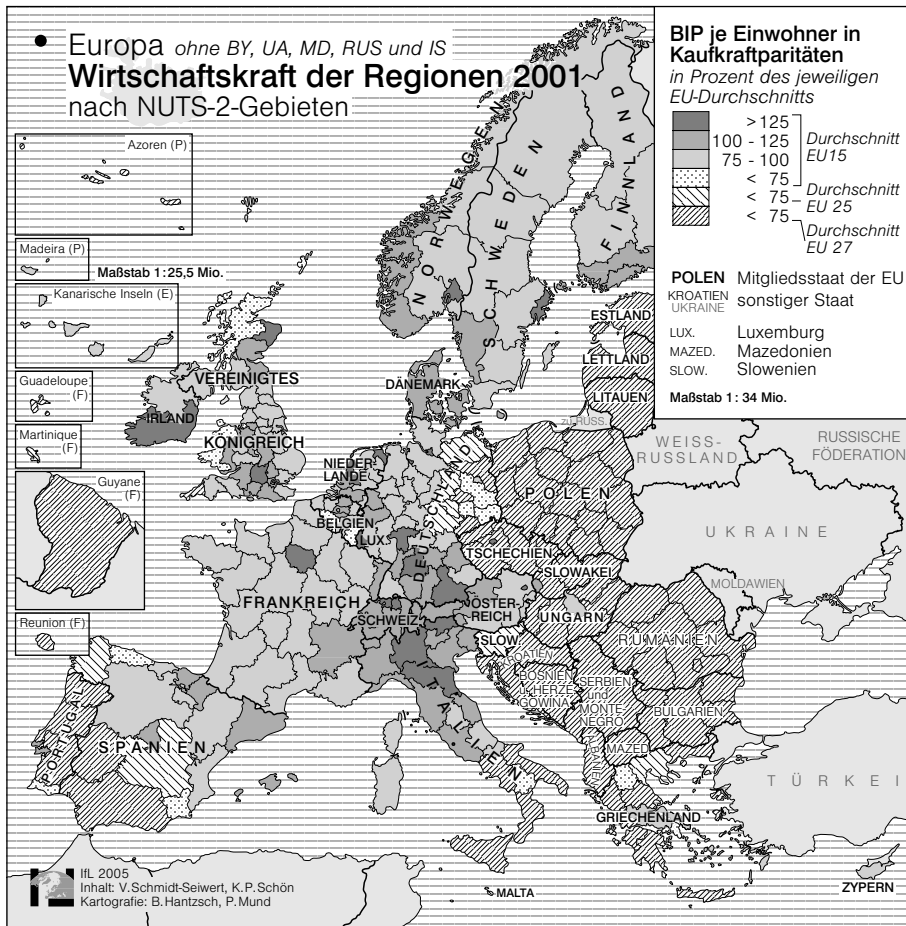 • Europa ohne BY, UA, MD, RUS und IS
Wirtschaftskraft der Regionen 2001
nach NUTS-2-Gebieten
BIP je Einwohner in
Kaufkraftparitäten
in Prozent des jeweiligen
EU-Durchschnitts
> 125
100 - 125
75 - 100
< 75
Durchschnitt
EU15
< 75
Durchschnitt
EU 25
< 75
Durchschnitt
EU 27
POLEN Mitgliedsstaat der EU
KROATIEN
UKRAINE
sonstiger Staat
LUX. Luxemburg
MAZED. Mazedonien
SLOW. Slowenien
Maßstab 1: 34 Mio.
Azoren (P)
Madeira (P)
Maßstab 1:25,5 Mio.
Kanarische Inseln (E)
Guadeloupe
(F)
Martinique
(F)
Guyane
(F)
Reunion (F)
NORWEGEN
SCHWEDEN
FINNLAND
ESTLAND
LETTLAND
LITAUEN
zu RUSS.
VEREINIGTES
KÖNIGREICH
IRLAND
DÄNEMARK
NIEDER-
LANDE
BELGIEN
LUX.
DEUTSCHLAND
POLEN
WEISS-
RUSSLAND
RUSSISCHE
FÖDERATION
UKRAINE
TSCHECHIEN
SLOWAKEI
MOLDAWIEN
FRANKREICH
SCHWEIZ
ÖSTER-
REICH
UNGARN
SLOW.
KROATIEN
RUMÄNIEN
BOSNIEN
u. HERZE-
GOWINA
SERBIEN
und
MONTE-
NEGRO
BULGARIEN
ITALIEN
ALBANIEN
MAZED.
PORTUGAL
SPANIEN
GRIECHENLAND
TÜRKEI
MALTA
ZYPERN
IfL 2005
Inhalt: V.Schmidt-Seiwert, K.P.Schön
Kartografie: B.Hantzsch, P.Mund